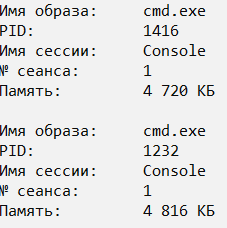 Имя образа: cmd.exe
PID: 1416
Имя сессии: Console
№ сеанса: 1
Память: 4 720 КБ

Имя образа: cmd.exe
PID: 1232
Имя сессии: Console
№ сеанса: 1
Память: 4 816 КБ